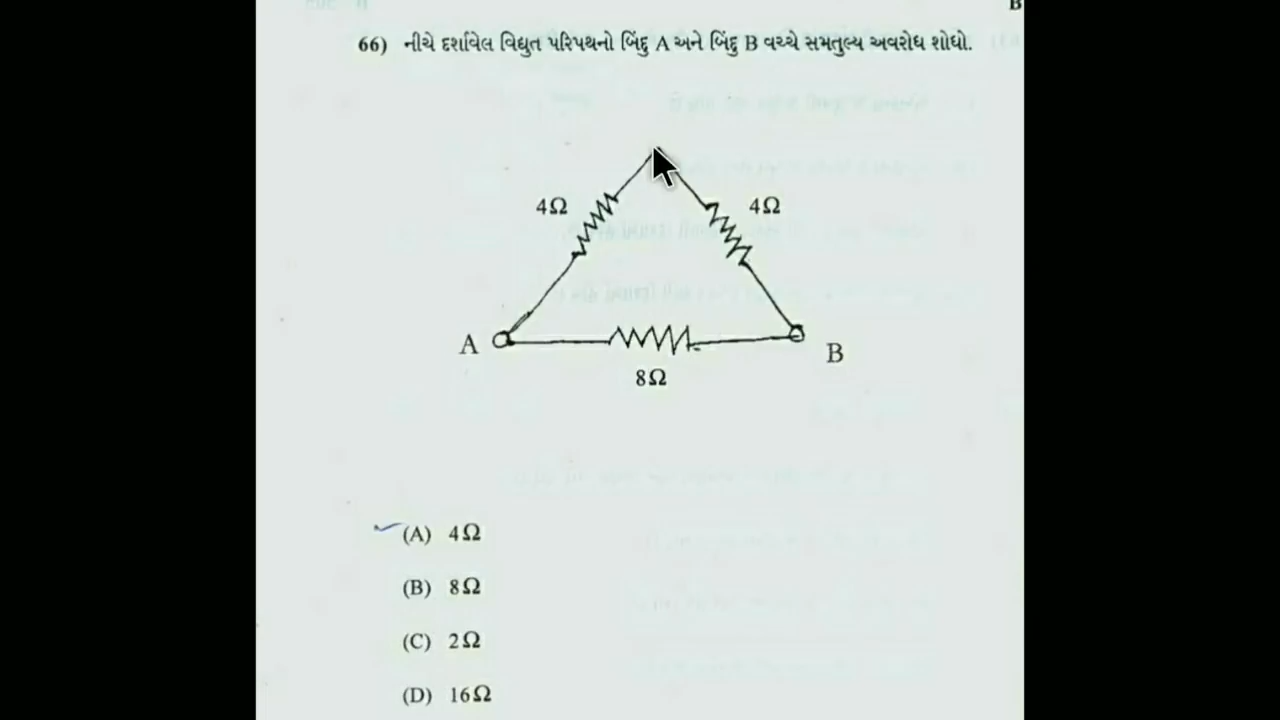 B
66) નીચે દર્શાવેલ વિદ્યુત પરિપથનો બિંદુ A અને બિંદુ B વચ્ચે સમતુલ્ય અવરોધ શોધો.
4Ω 4Ω
A B
8Ω
(A) 4Ω
(B) 8Ω
(C) 2Ω
(D) 16Ω